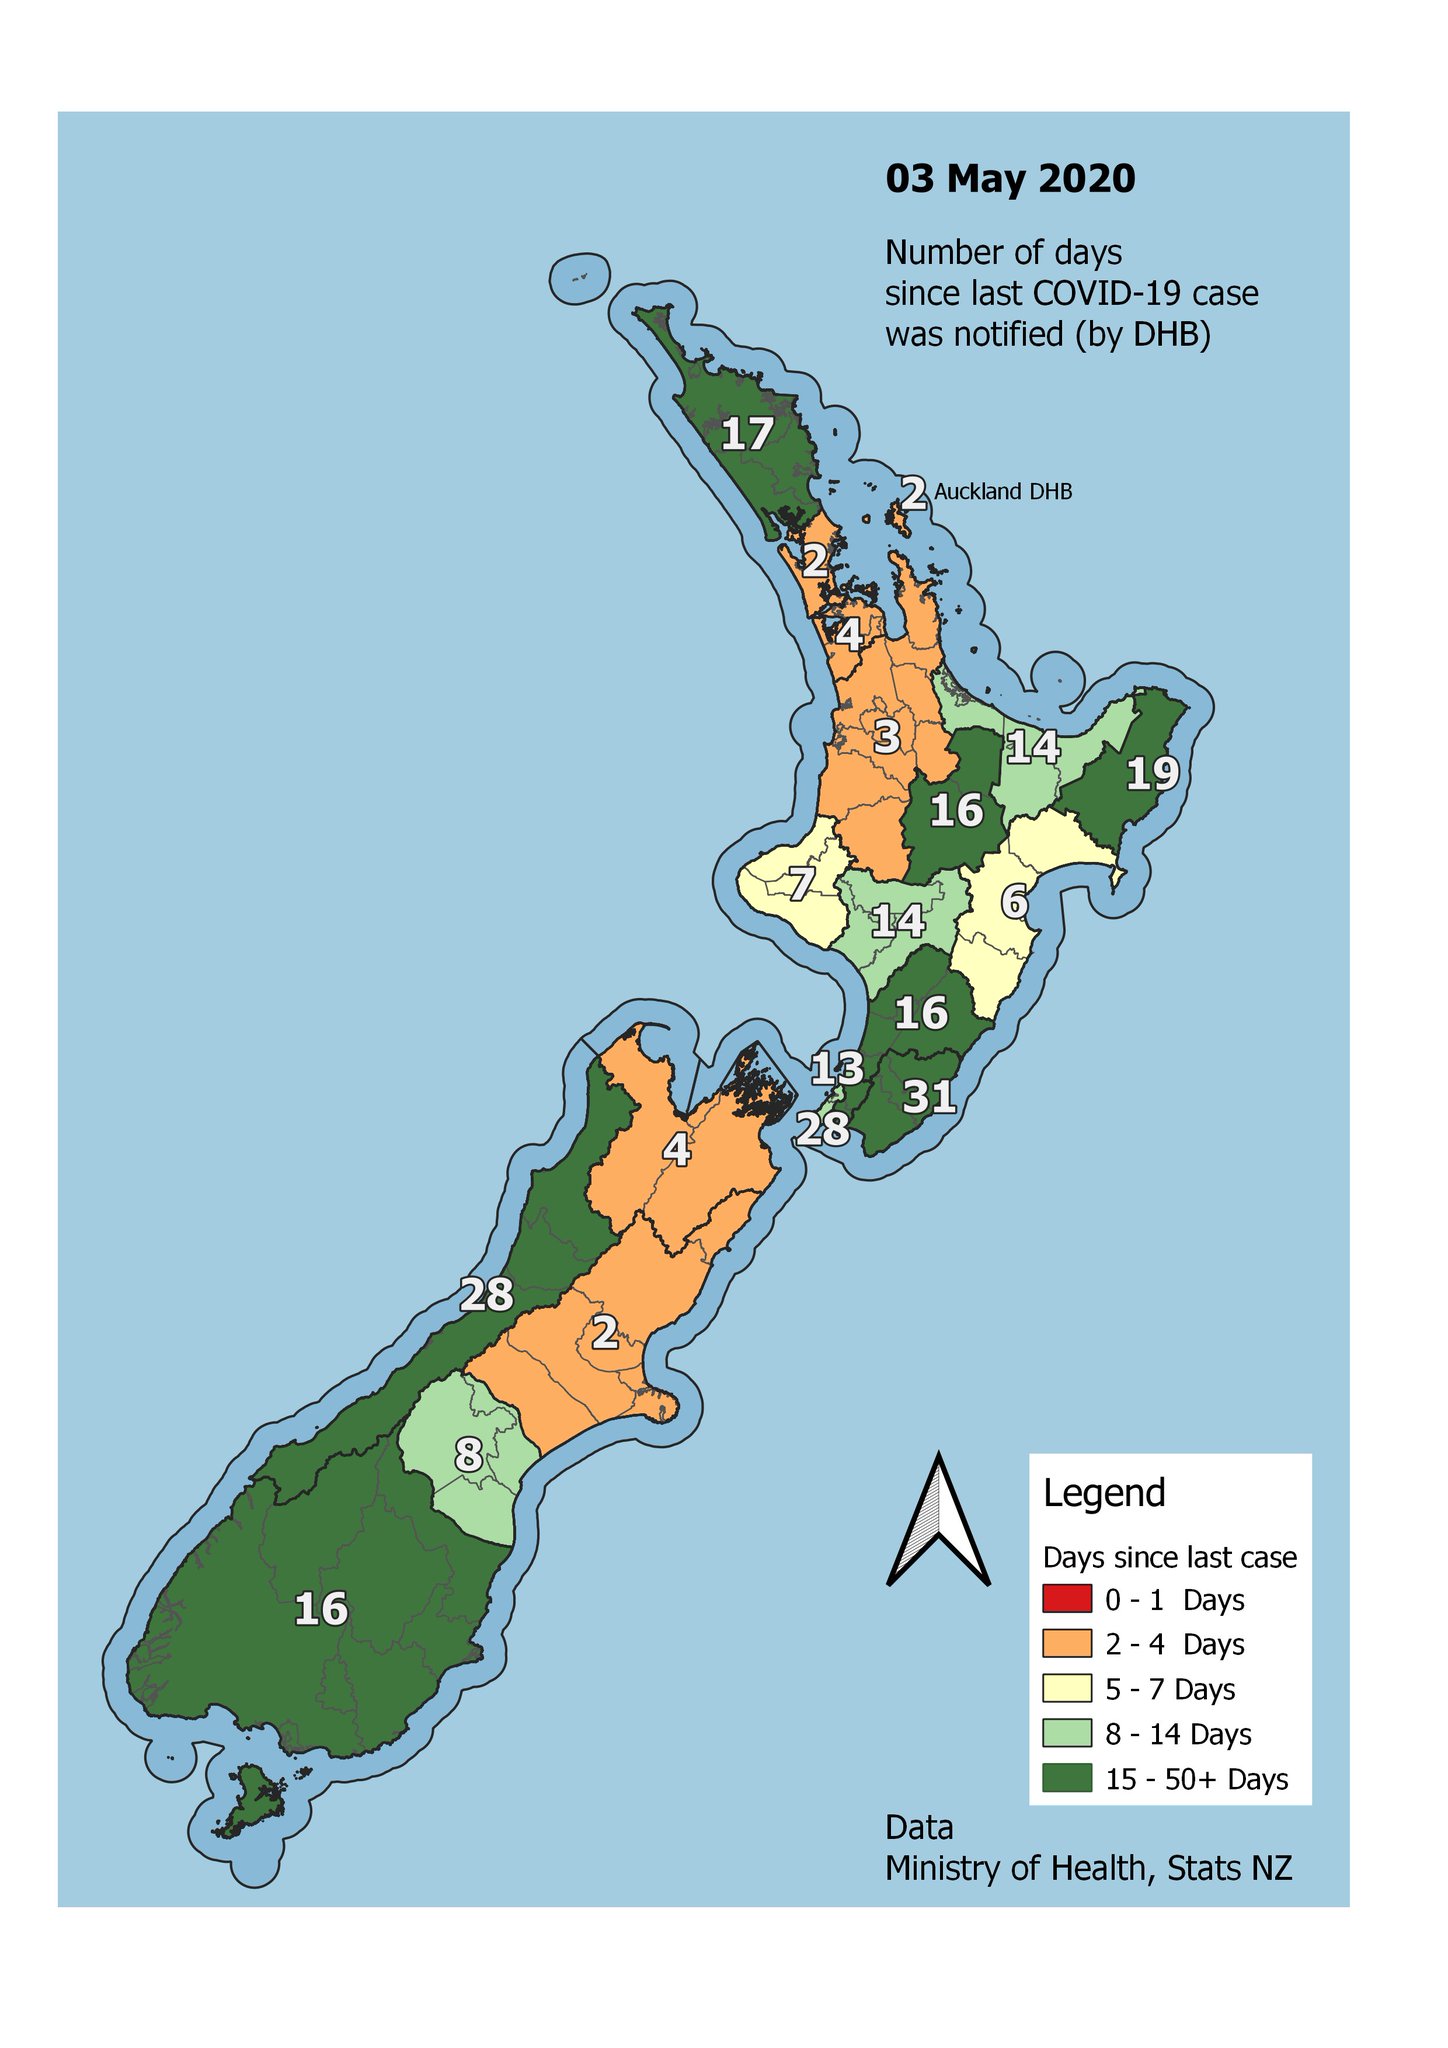 03 May 2020
Number of days
since last COVID-19 case
was notified (by DHB)
17
2 Auckland DHB
2
4
3
14
19
16
7
6
14
16
13
31
28
4
28
2
8
16
Legend
Days since last case
0 - 1 Days
2 - 4 Days
5 - 7 Days
8 - 14 Days
15 - 50+ Days
Data
Ministry of Health, Stats NZ